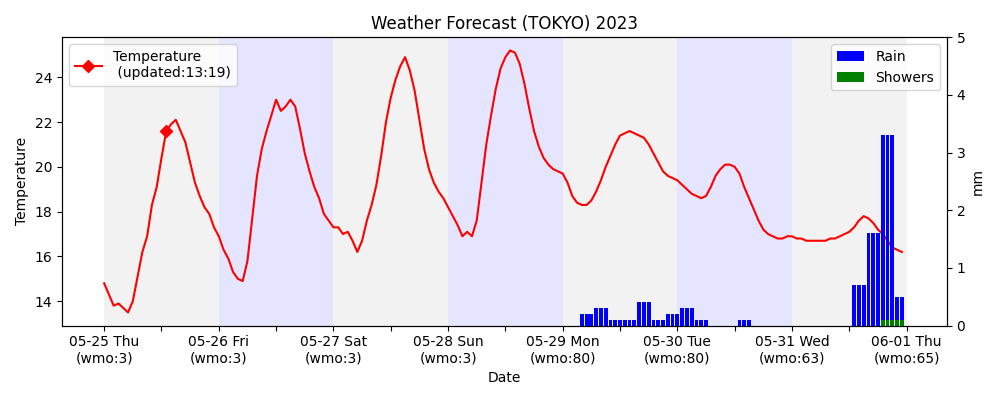 Weather Forecast (TOKYO) 2023
Temperature
(updated:13:19)
Rain
Showers
Temperature
24
22
20
18
16
14
5
4
3
2
1
0
mm
05-25 Thu
(wmo:3)
05-26 Fri
(wmo:3)
05-27 Sat
(wmo:3)
05-28 Sun
(wmo:3)
05-29 Mon
(wmo:80)
05-30 Tue
(wmo:80)
05-31 Wed
(wmo:63)
06-01 Thu
(wmo:65)
Date